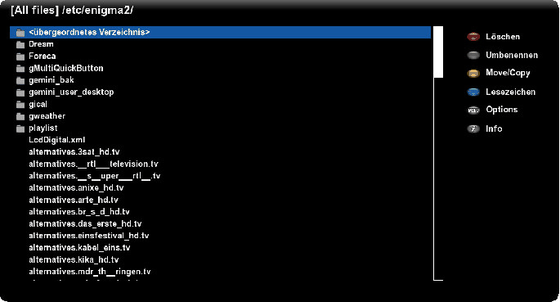 [All files] /etc/enigma2/
<übergeordnetes Verzeichnis>
Dream
Foreca
gMultiQuickButton
gemini_bak
gemini_user_desktop
gical
gweather
playlist
LcdDigital.xml
alternatives.3sat_hd.tv
alternatives.__rtl___television.tv
alternatives.__s__uper___rtl__.tv
alternatives.anixe_hd.tv
alternatives.arte_hd.tv
alternatives.br_s_d_hd.tv
alternatives.das_erste_hd.tv
alternatives.einsfestival_hd.tv
alternatives.kabel_eins.tv
alternatives.kika_hd.tv
alternatives.mdr_th__ringen.tv
Löschen
Umbenennen
Move/Copy
Lesezeichen
Options
Info